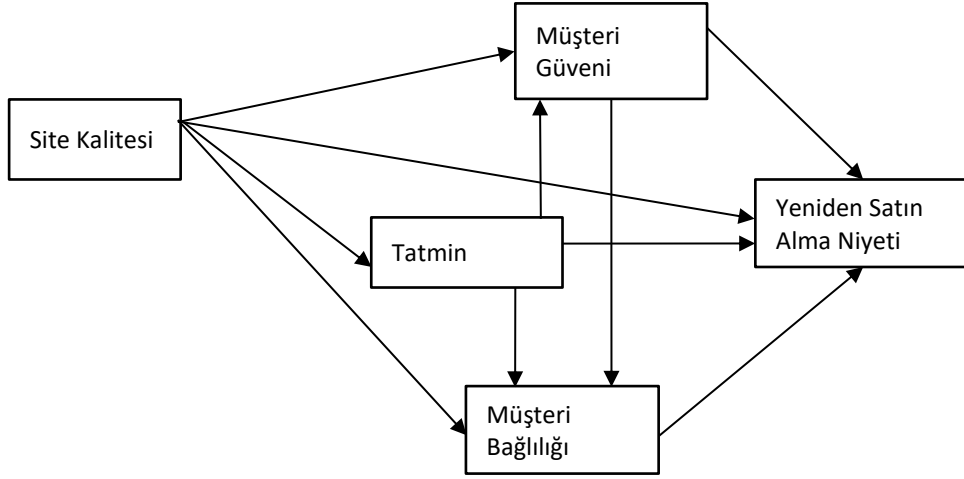 Müşteri
Güveni
Site Kalitesi
Yeniden Satın
Alma Niyeti
Tatmin
Müşteri
Bağlılığı